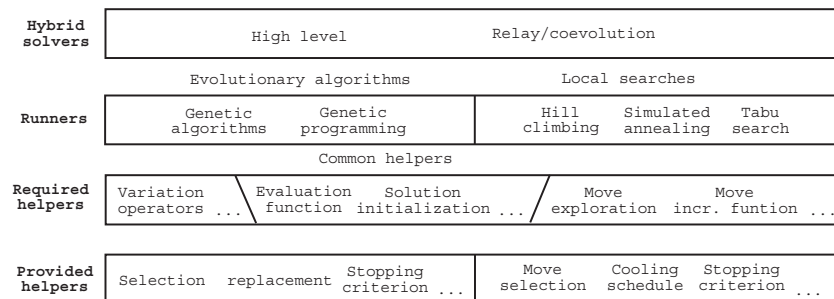 Hybrid solvers
High level Relay/coevolution
Evolutionary algorithms Local searches
Runners
Genetic algorithms Genetic programming Hill climbing Simulated annealing Tabu search
Common helpers
Required helpers
Variation operators ... Evaluation function Solution initialization ... Move exploration Move incr. funtion ...
Provided helpers
Selection replacement Stopping criterion ... Move selection Cooling schedule Stopping criterion ...